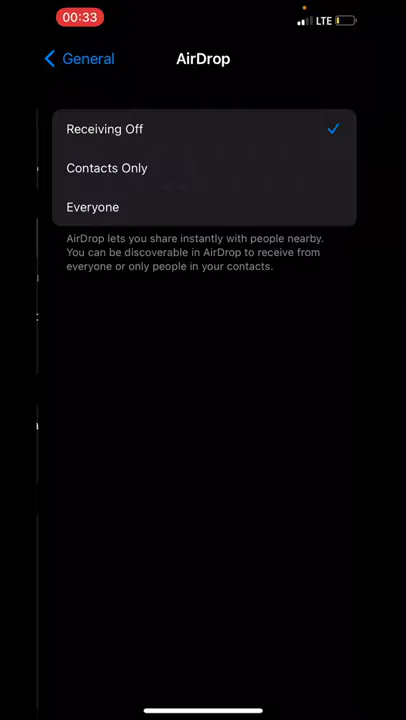 00:33
LTE
General
AirDrop
Receiving Off
Contacts Only
Everyone
AirDrop lets you share instantly with people nearby.
You can be discoverable in AirDrop to receive from
everyone or only people in your contacts.